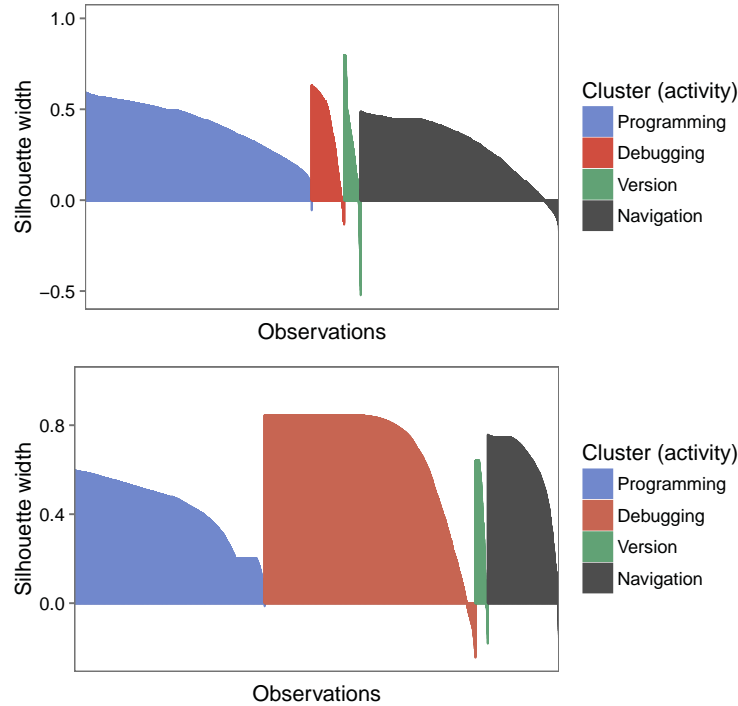 1.0
0.5
0.0
−0.5
Silhouette width
Observations
Cluster (activity)
Programming
Debugging
Version
Navigation
0.8
0.4
0.0
Silhouette width
Observations
Cluster (activity)
Programming
Debugging
Version
Navigation